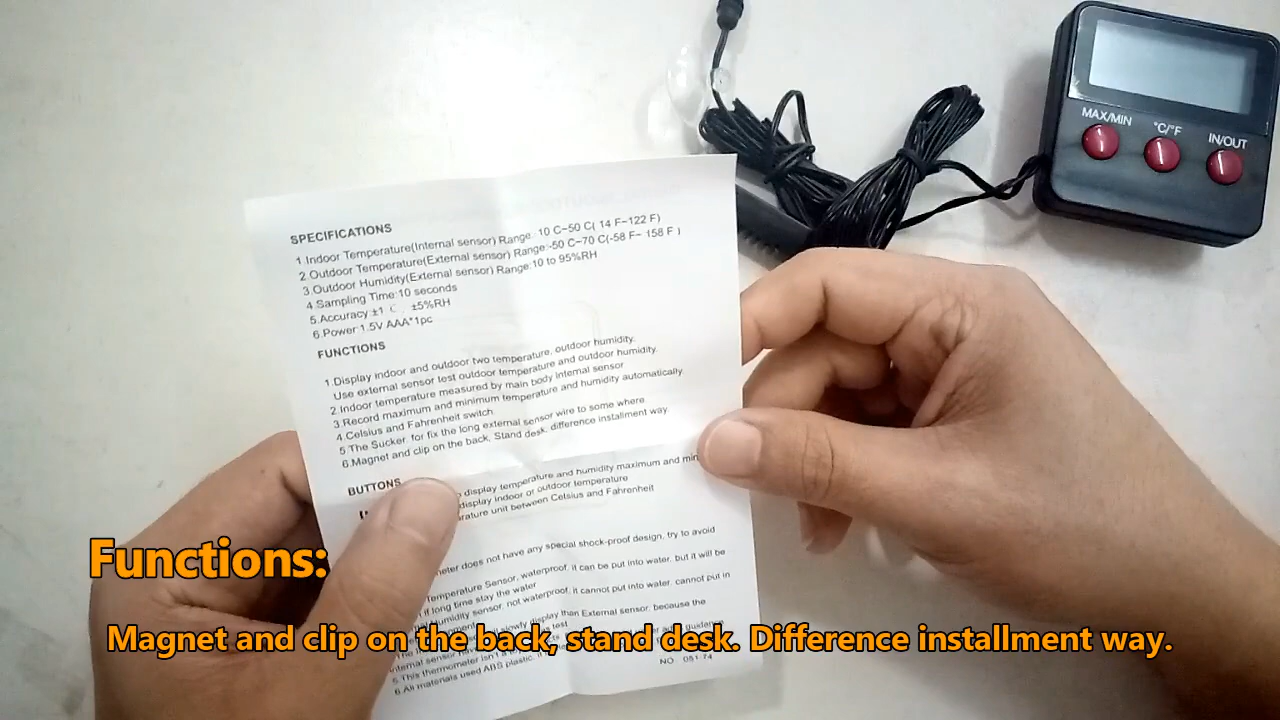 MAX/MIN
°C/°F
IN/OUT
SPECIFICATIONS
1 Indoor Temperature(Internal sensor) Range: 10 C~50 C( 14 F~122 F)
2.Outdoor Temperature(External sensor) Range:-50 C~70 C(-58 F~ 158 F )
3.Outdoor Humidity(External sensor) Range:10 to 95%RH
4.Sampling Time:10 seconds
5.Accuracy ±1 C, ±5%RH
6.Power:1.5V AAA*1pc
FUNCTIONS
1.Display indoor and outdoor two temperature, outdoor humidity.
Use external sensor test outdoor temperature and outdoor humidity.
2.Indoor temperature measured by main body internal sensor
3.Record maximum and minimum temperature and humidity automatically.
4.Celsius and Fahrenheit switch.
5 The Sucker for fix the long external sensor wire to some where
6.Magnet and clip on the back, Stand desk, difference installment way.
BUTTONS
display temperature and humidity maximum and min
display indoor or outdoor temperature
unit between Celsius and Fahrenheit
does not have any special shock-proof design, try to avoid
Temperature Sensor, waterproof, it can be put into water, but it will be
if long time stay the water
Humidity sensor, not waterproof, it cannot put into water, cannot put in
slowly display than External sensor, because the
sensor
test
6 This thermometer isn't a
6 All materials used ABS plastic,
NO: 051-74
Functions:
Magnet and clip on the back, stand desk. Difference installment way.